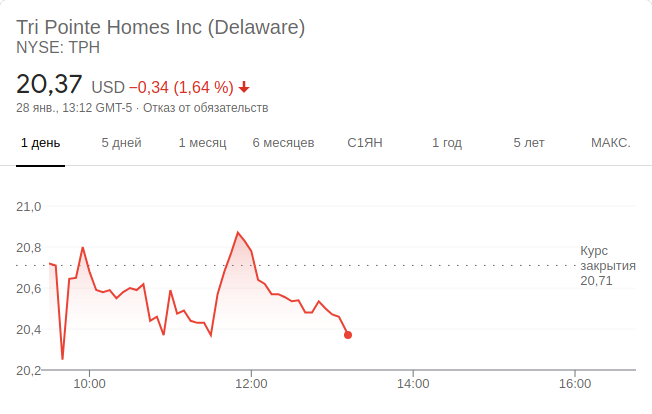 Tri Pointe Homes Inc (Delaware)
NYSE: TPH
20,37 USD −0,34 (1,64 %)
28 янв., 13:12 GMT-5 · Отказ от обязательств
1 день 5 дней 1 месяц 6 месяцев С1ЯН 1 год 5 лет МАКС.
21,0
20,8
Курс
закрытия
20,71
20,6
20,4
20,2
10:00 12:00 14:00 16:00